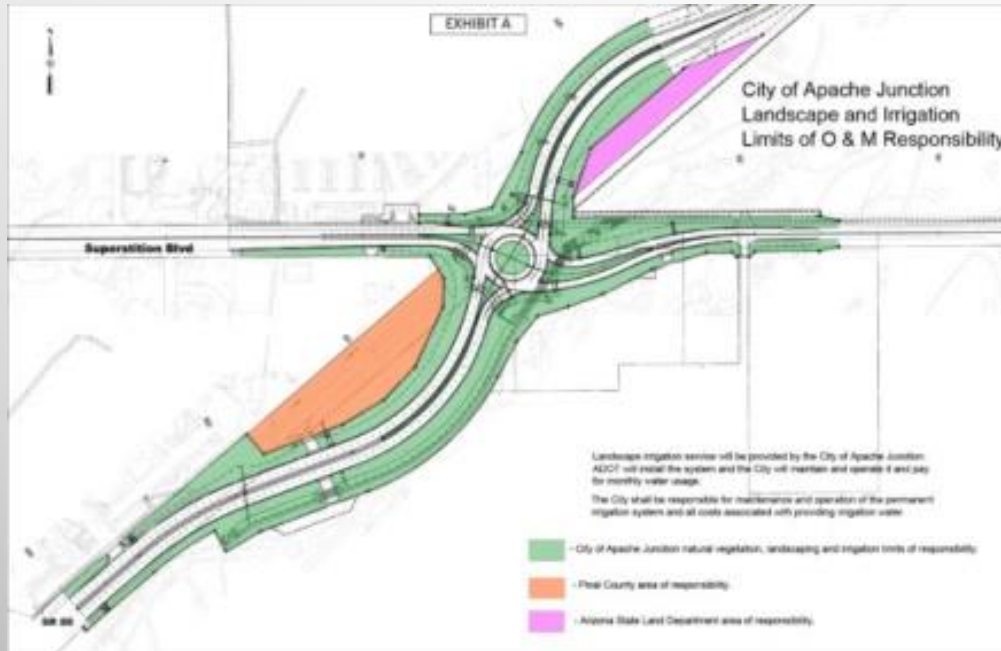 EXHIBIT A
City of Apache Junction
Landscape and Irrigation
Limits of O & M Responsibility
Superstition Blvd
Landscape irrigation service will be provided by the City of Apache Junction.
ADOT will install the system and the City will maintain and operate it and pay
for monthly water usage.
The City shall be responsible for maintenance and operation of the permanent
irrigation system and all costs associated with providing irrigation water.
- City of Apache Junction natural vegetation, landscaping and irrigation limits of responsibility.
- Pinal County area of responsibility.
- Arizona State Land Department area of responsibility.
SR 88